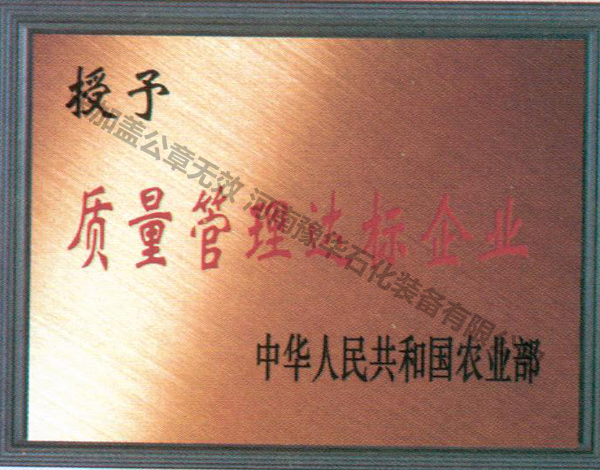 授予
质量管理达标企业
中华人民共和国农业部
加盖公章无效 河南豫华石化装备有限